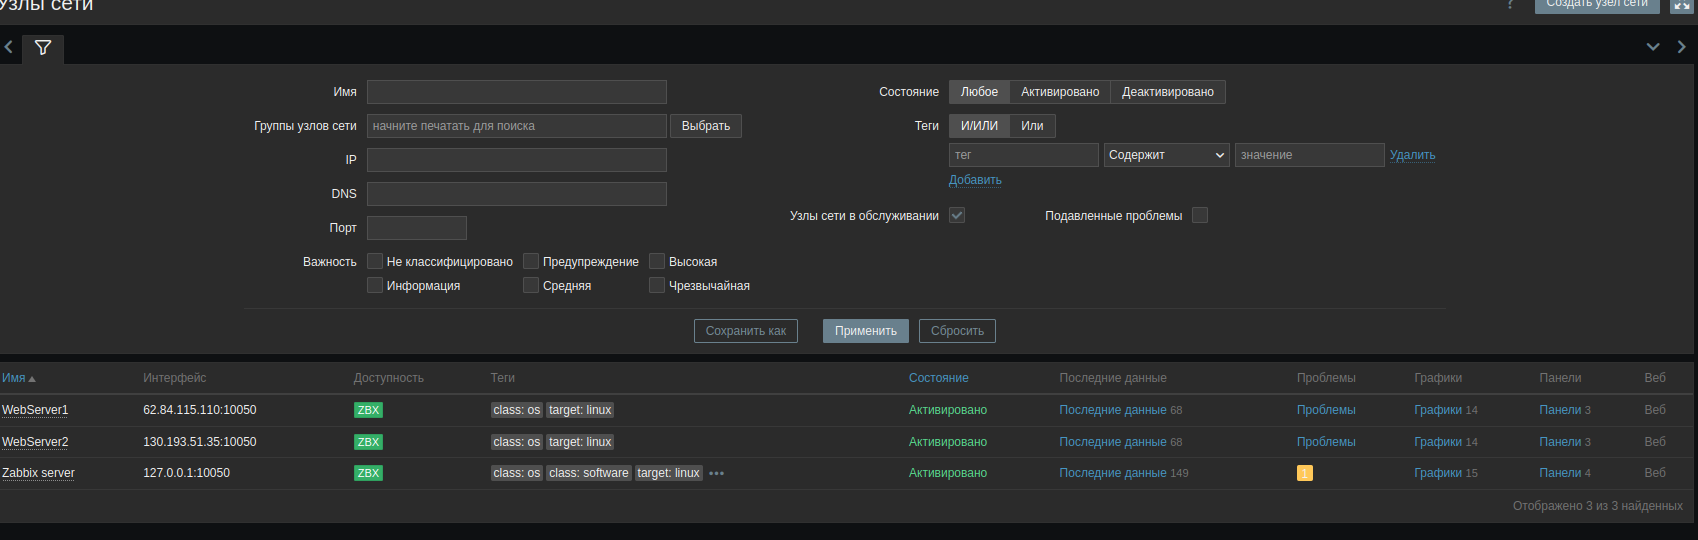 Узлы сети
? Создать узел сети
Имя
Состояние Любое Активировано Деактивировано
Группы узлов сети начните печатать для поиска Выбрать
Теги И/ИЛИ Или
IP
тег Содержит значение Удалить
Добавить
DNS
Узлы сети в обслуживании Подавленные проблемы
Порт
Важность Не классифицировано Предупреждение Высокая
Информация Средняя Чрезвычайная
Сохранить как Применить Сбросить
Имя Интерфейс Доступность Теги Состояние Последние данные Проблемы Графики Панели Веб
WebServer1 62.84.115.110:10050 ZBX class: os target: linux Активировано Последние данные 68 Проблемы Графики 14 Панели 3 Веб
WebServer2 130.193.51.35:10050 ZBX class: os target: linux Активировано Последние данные 68 Проблемы Графики 14 Панели 3 Веб
Zabbix server 127.0.0.1:10050 ZBX class: os class: software target: linux ••• Активировано Последние данные 149 1 Графики 15 Панели 4 Веб
Отображено 3 из 3 найденных